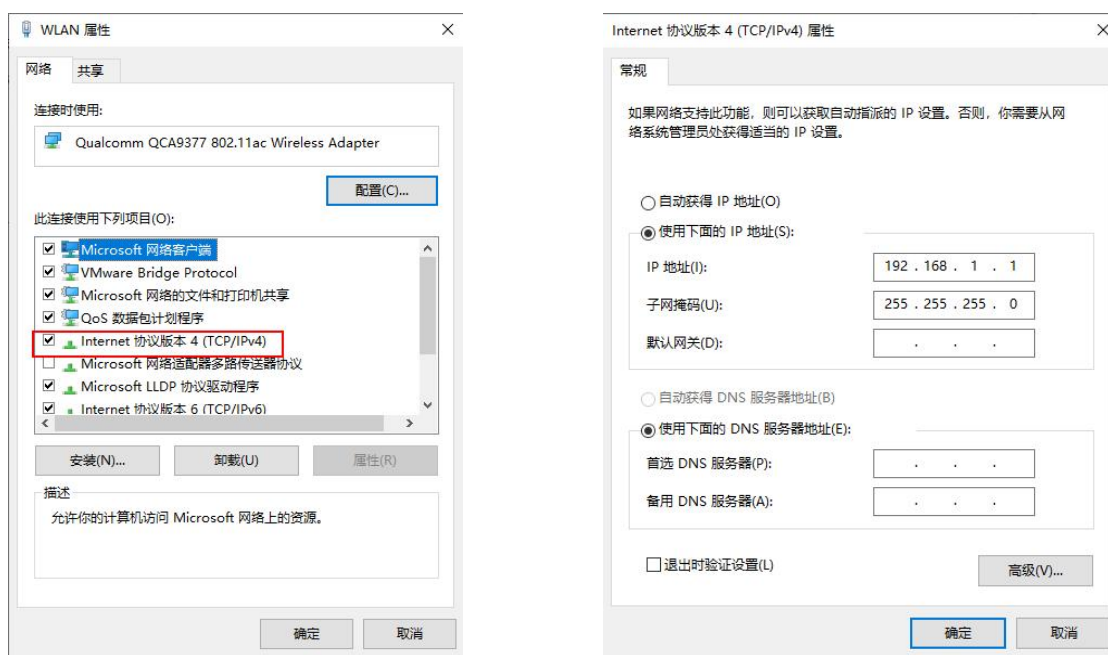 WLAN 属性
网络
共享
连接时使用:
Qualcomm QCA9377 802.11ac Wireless Adapter
配置(C)...
此连接使用下列项目(O):
Microsoft 网络客户端
VMware Bridge Protocol
Microsoft 网络的文件和打印机共享
QoS 数据包计划程序
Internet 协议版本 4 (TCP/IPv4)
Microsoft 网络适配器多路传送器协议
Microsoft LLDP 协议驱动程序
Internet 协议版本 6 (TCP/IPv6)
安装(N)...
卸载(U)
属性(R)
描述
允许你的计算机访问 Microsoft 网络上的资源。
确定
取消
Internet 协议版本 4 (TCP/IPv4) 属性
常规
如果网络支持此功能，则可以获取自动指派的 IP 设置。否则，你需要从网
络系统管理员处获得适当的 IP 设置。
自动获得 IP 地址(O)
使用下面的 IP 地址(S):
IP 地址(I):
192 . 168 . 1 . 1
子网掩码(U):
255 . 255 . 255 . 0
默认网关(D):
. . .
自动获得 DNS 服务器地址(B)
使用下面的 DNS 服务器地址(E):
首选 DNS 服务器(P):
. . .
备用 DNS 服务器(A):
. . .
退出时验证设置(L)
高级(V)...
确定
取消